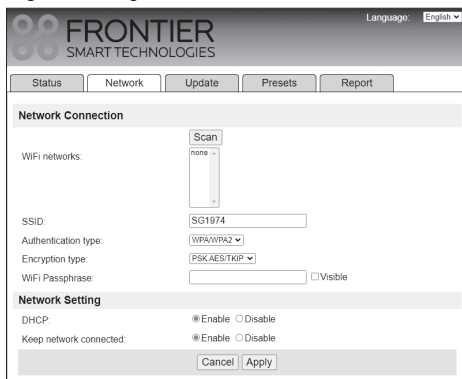 Language: English
FRONTIER
SMART TECHNOLOGIES
Status Network Update Presets Report
Network Connection
Scan
WiFi networks: none
SSID: SG1974
Authentication type: WPA/WPA2
Encryption type: PSK AES/TKIP
WiFi Passphrase: Visible
Network Setting
DHCP: Enable Disable
Keep network connected: Enable Disable
Cancel Apply